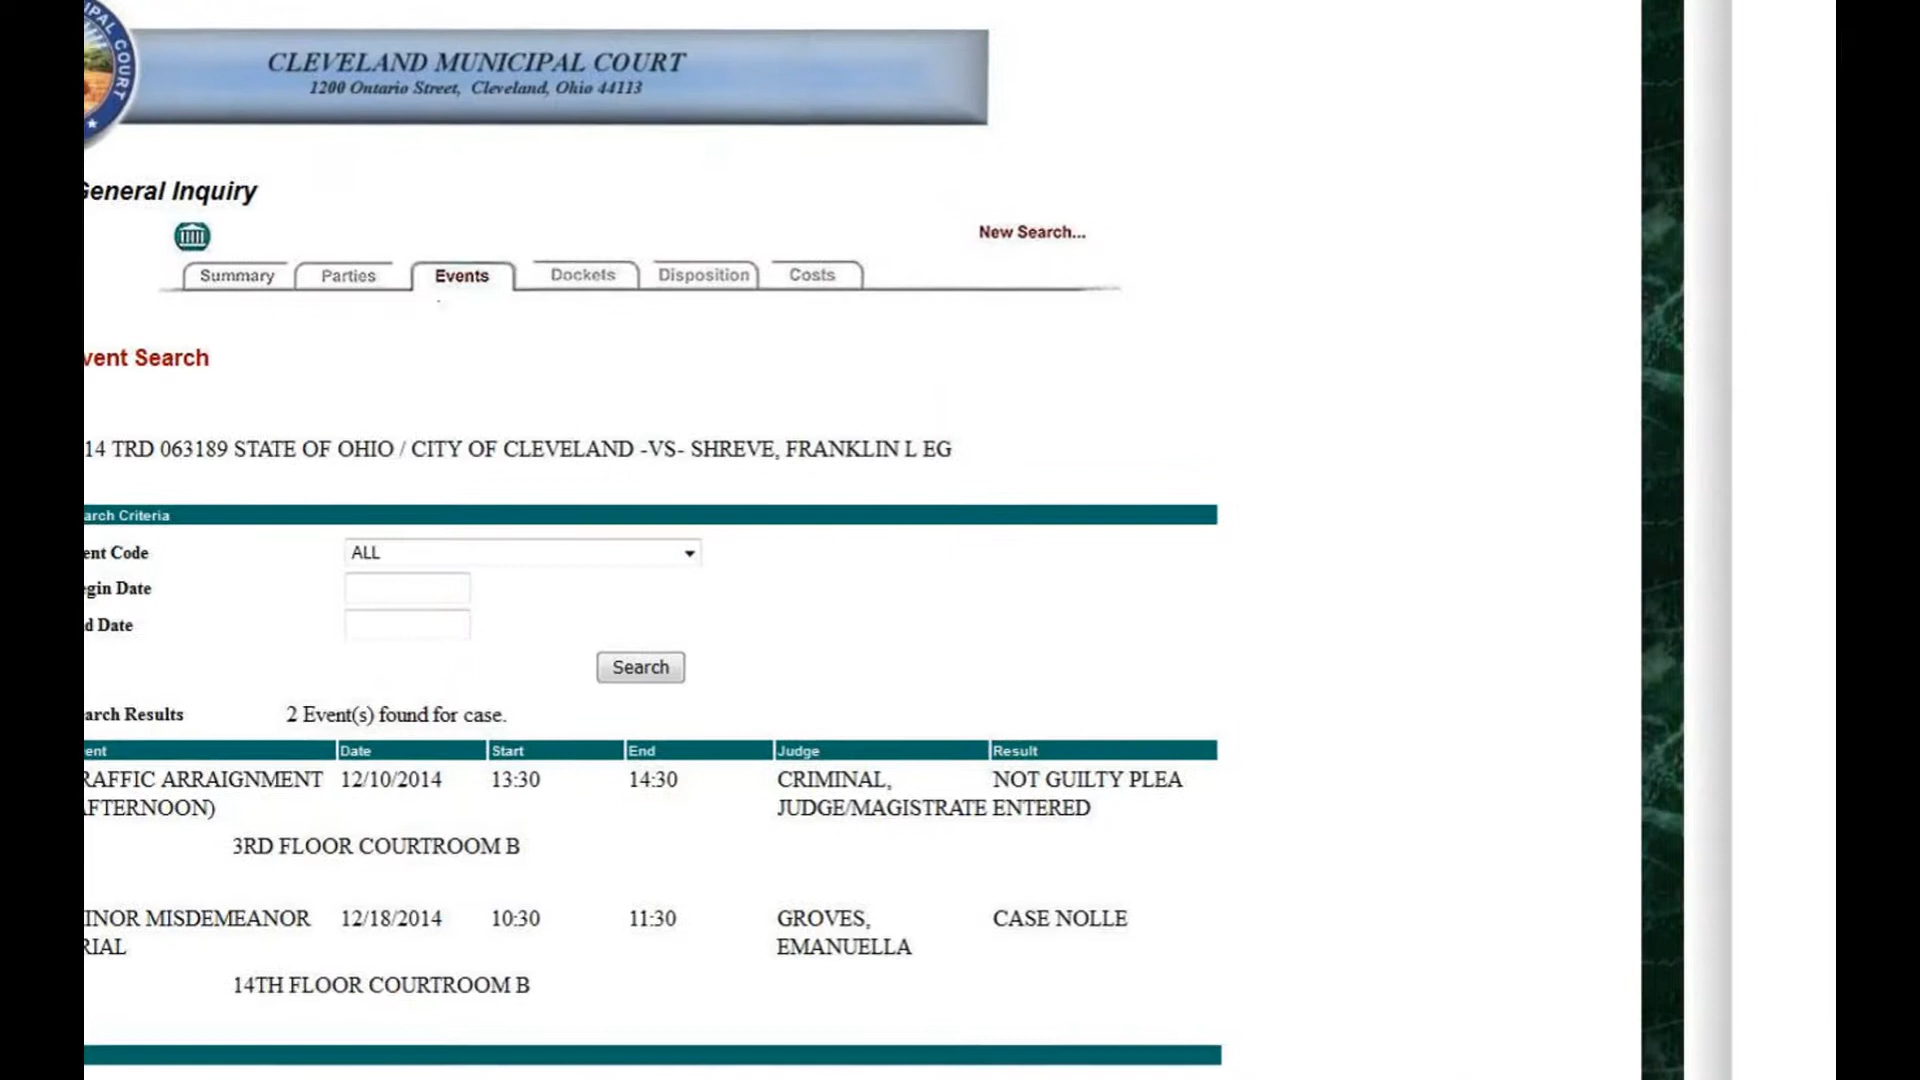 IPAL COURT
CLEVELAND MUNICIPAL COURT
1200 Ontario Street, Cleveland, Ohio 44113
General Inquiry
New Search...
Summary Parties Events Dockets Disposition Costs
vent Search
14 TRD 063189 STATE OF OHIO / CITY OF CLEVELAND -VS- SHREVE, FRANKLIN L EG
arch Criteria
ent Code ALL
gin Date
d Date
Search
arch Results 2 Event(s) found for case.
ent Date Start End Judge Result
RAFFIC ARRAIGNMENT 12/10/2014 13:30 14:30 CRIMINAL, NOT GUILTY PLEA
AFTERNOON) JUDGE/MAGISTRATE ENTERED
3RD FLOOR COURTROOM B
INOR MISDEMEANOR 12/18/2014 10:30 11:30 GROVES, CASE NOLLE
RIAL EMANUELLA
14TH FLOOR COURTROOM B